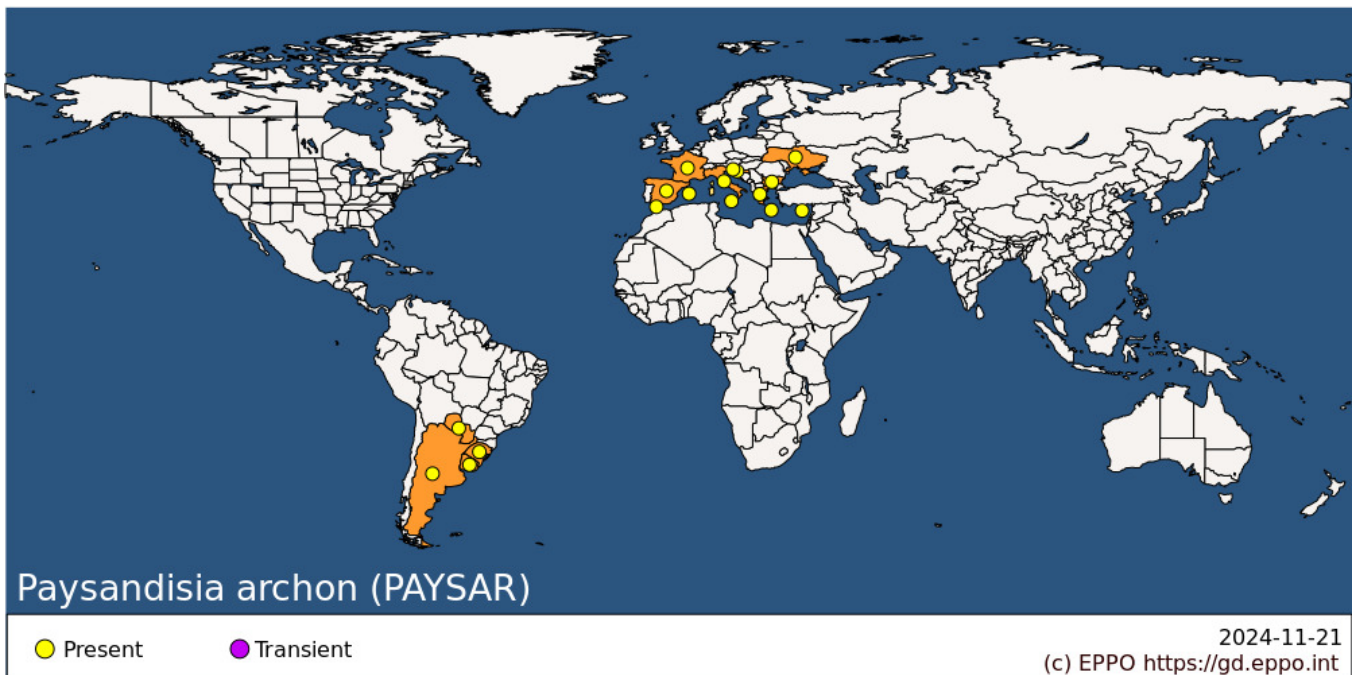 Paysandisia archon (PAYSAR)
Present
Transient
2024-11-21
(c) EPPO https://gd.eppo.int